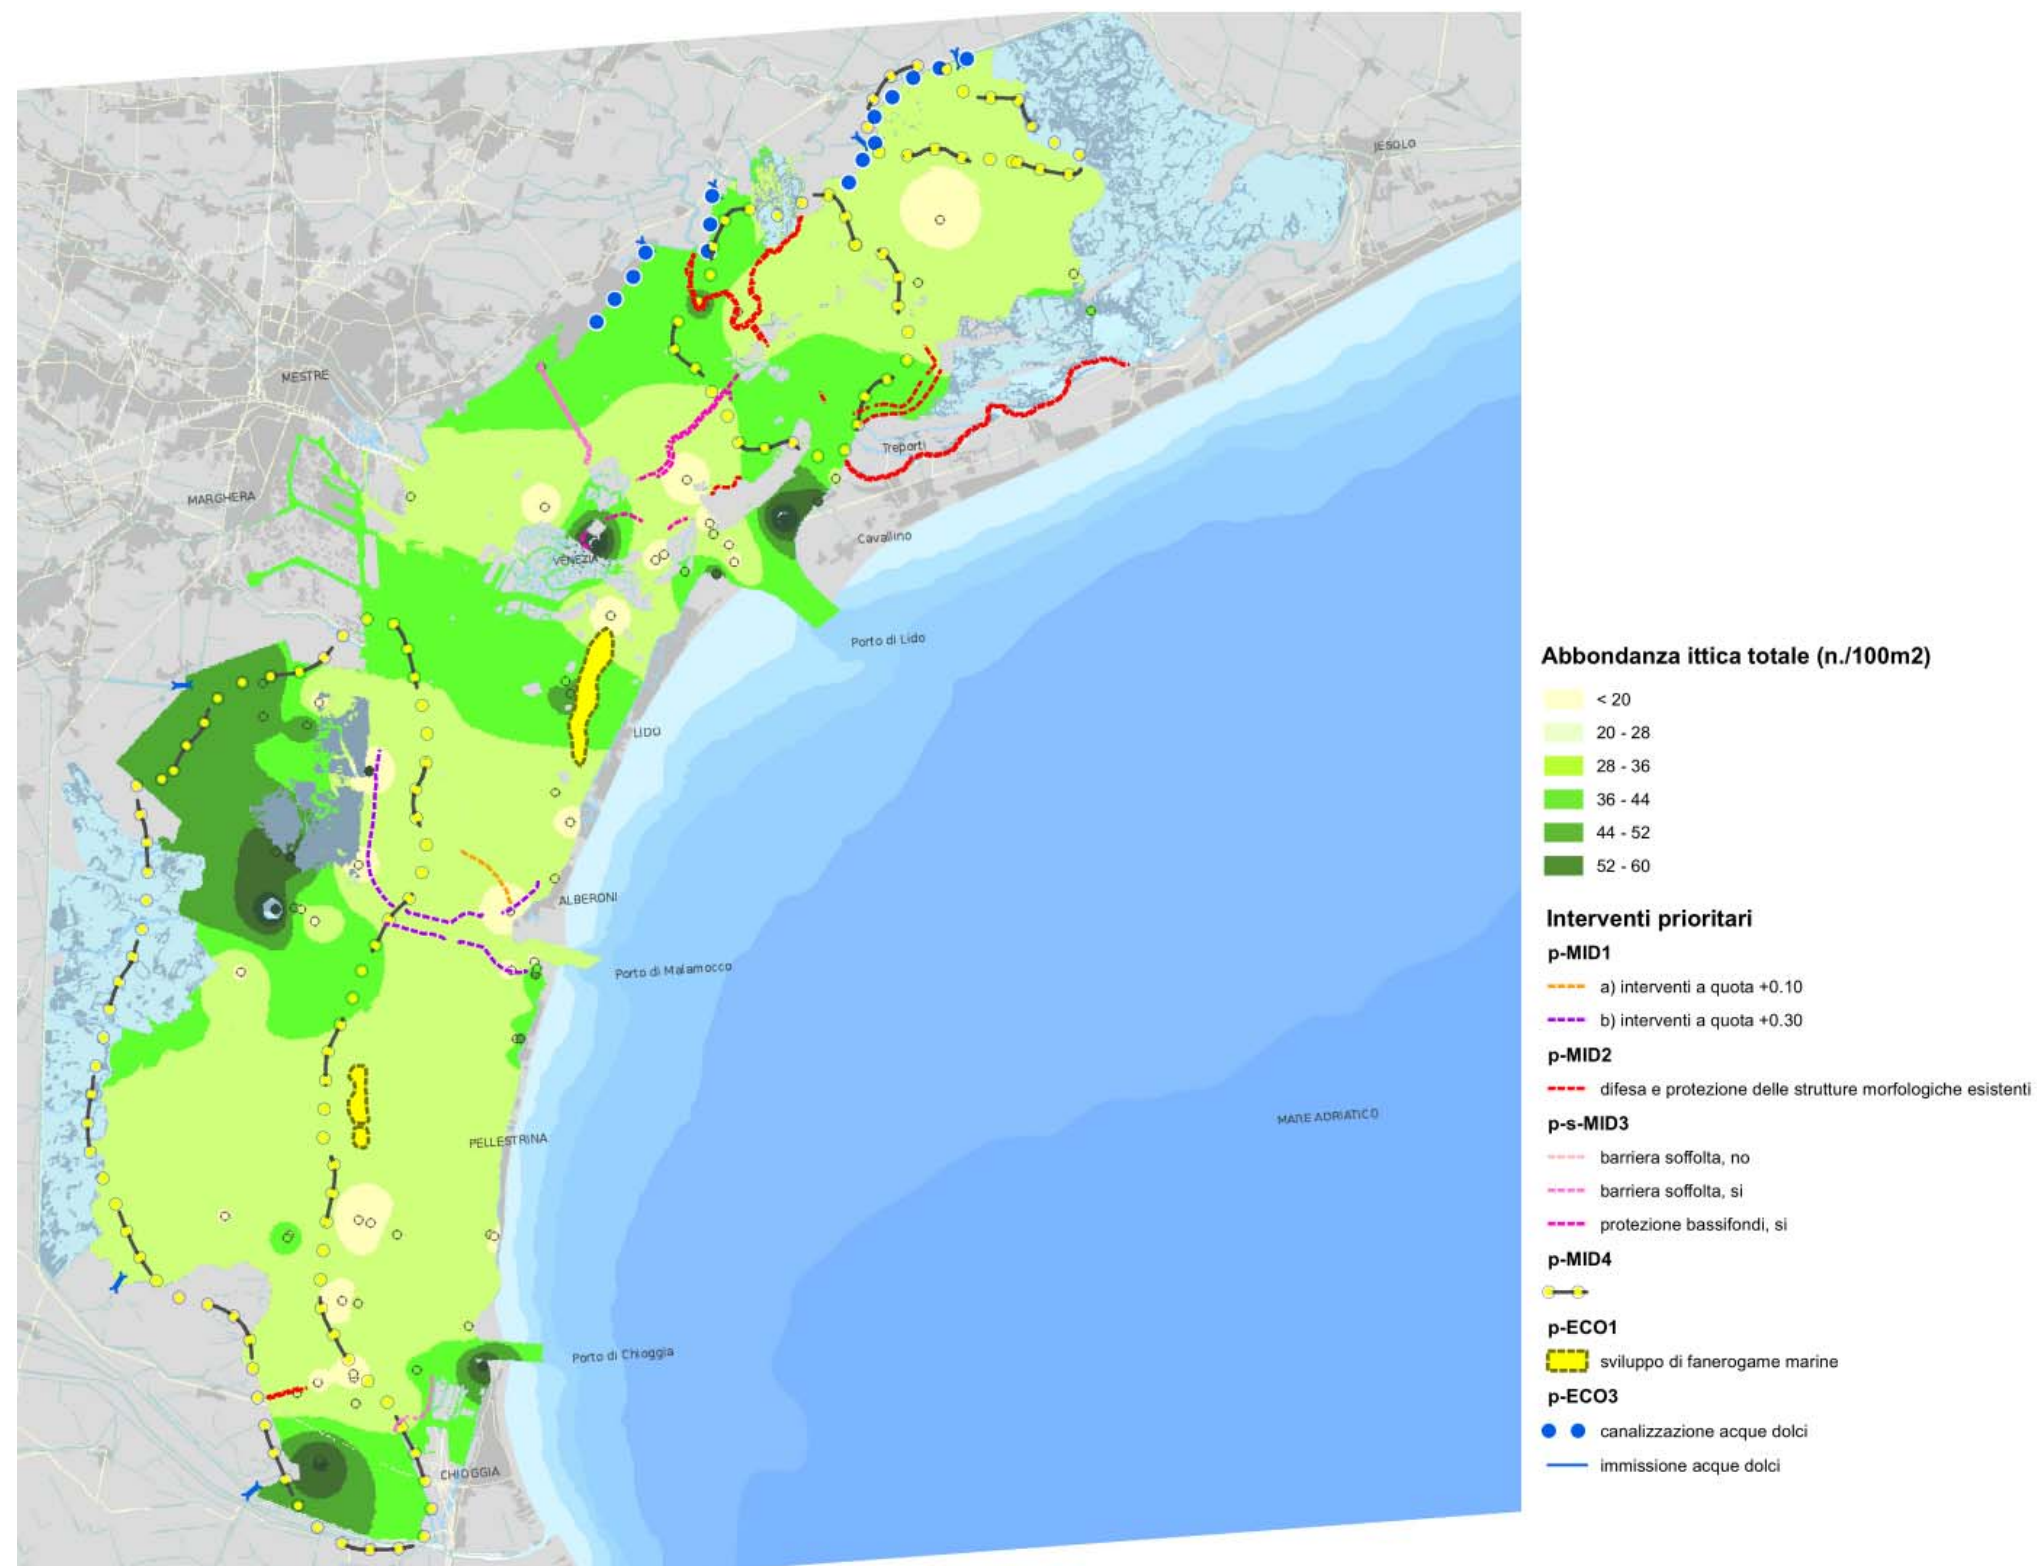 JESOLO
MESTRE
Treporti
MARGHERA
Cavallino
VENEZIA
Porto di Lido
LIDO
ALBERONI
Porto di Malamocco
MARE ADRIATICO
PELLESTRINA
Porto di Chioggia
CHIOGGIA
Abbondanza ittica totale (n./100m2)
< 20
20 - 28
28 - 36
36 - 44
44 - 52
52 - 60
Interventi prioritari
p-MID1
a) interventi a quota +0.10
b) interventi a quota +0.30
p-MID2
difesa e protezione delle strutture morfologiche esistenti
p-s-MID3
barriera soffolta, no
barriera soffolta, si
protezione bassifondi, si
p-MID4
p-ECO1
sviluppo di fanerogame marine
p-ECO3
canalizzazione acque dolci
immissione acque dolci